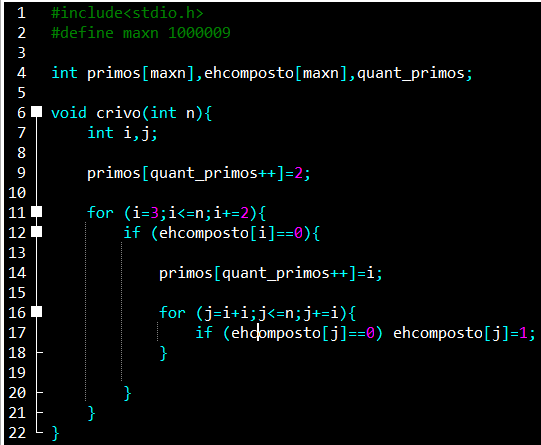 1 #include<stdio.h>
2 #define maxn 1000009
3
4 int primos[maxn],ehcomposto[maxn],quant_primos;
5
6 void crivo(int n){
7     int i,j;
8
9     primos[quant_primos++]=2;
10
11     for (i=3;i<=n;i+=2){
12         if (ehcomposto[i]==0){
13
14             primos[quant_primos++]=i;
15
16             for (j=i+i;j<=n;j+=i){
17                 if (ehcomposto[j]==0) ehcomposto[j]=1;
18             }
19
20         }
21     }
22 }